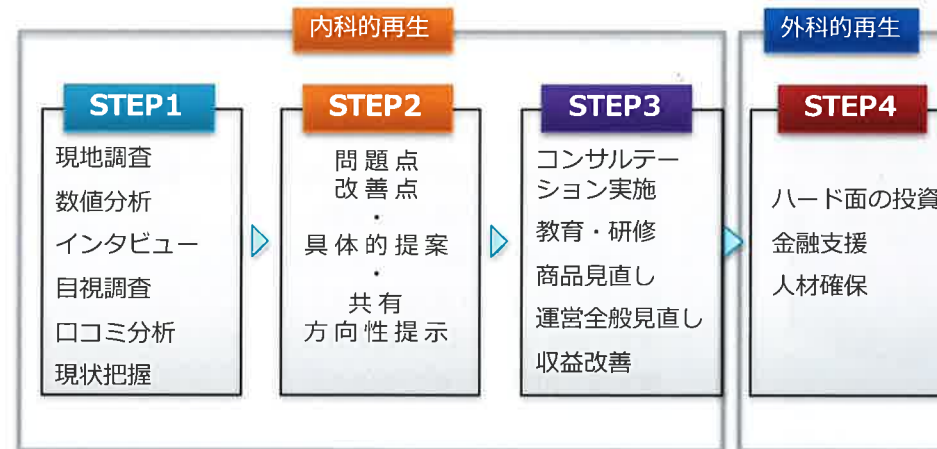 内科的再生
外科的再生
STEP1
現地調査
数値分析
インタビュー
目視調査
口コミ分析
現状把握
STEP2
問題点
改善点
・
具体的提案
・
共有
方向性提示
STEP3
コンサルテー
ション実施
教育・研修
商品見直し
運営全般見直し
収益改善
STEP4
ハード面の投資
金融支援
人材確保